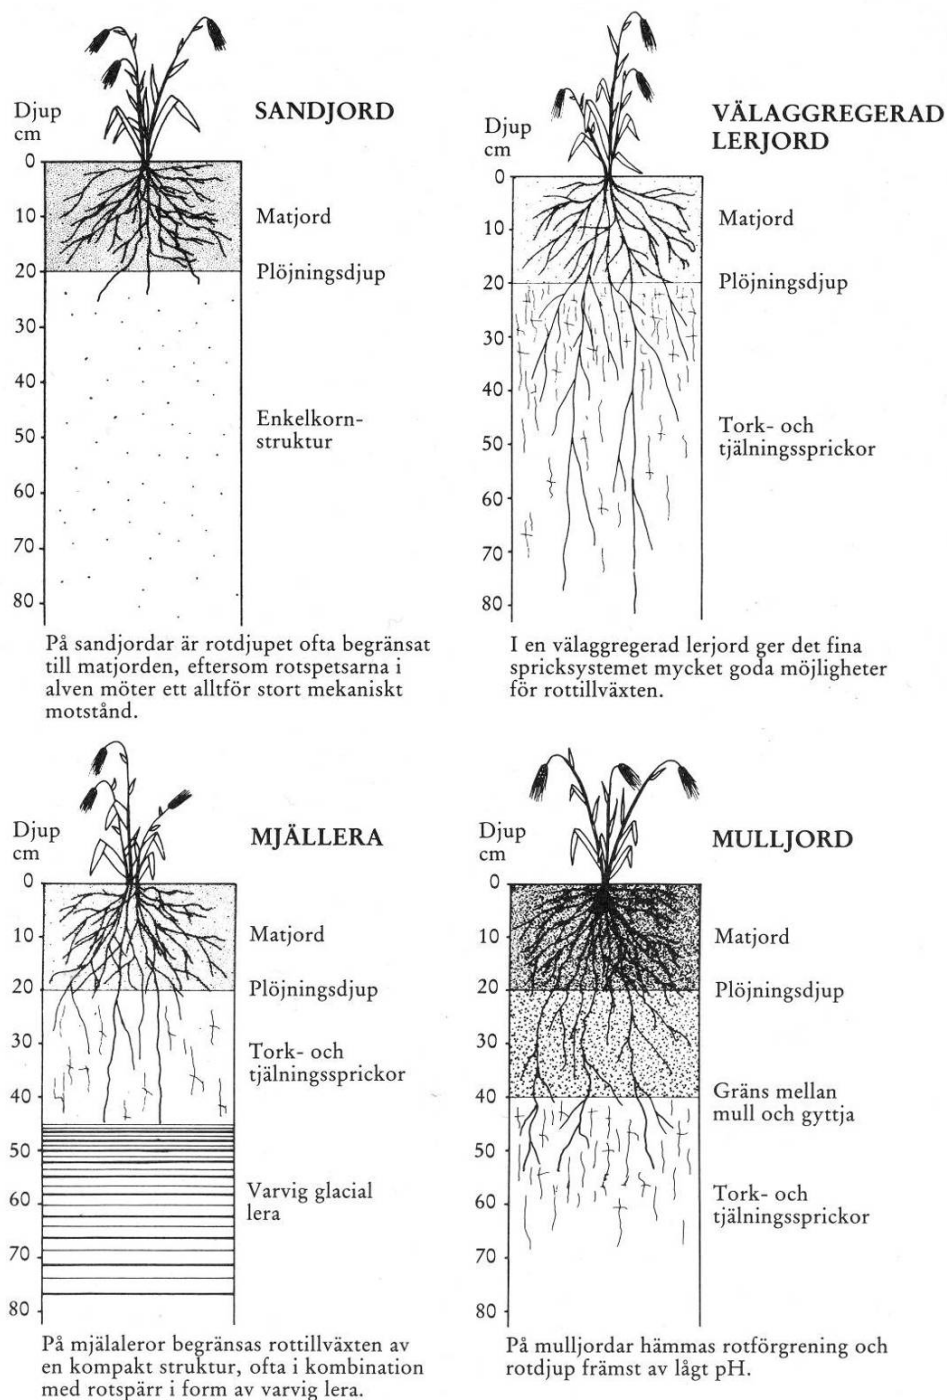 Djup
cm
SANDJORD
0
10
20
30
40
50
60
70
80
Matjord
Plöjningsdjup
Enkelkorn-
struktur
På sandjordar är rotdjupet ofta begränsat
till matjorden, eftersom rotspetsarna i
alven möter ett alltför stort mekaniskt
motstånd.
Djup
cm
VÄLAGGREGERAD
LERJORD
0
10
20
30
40
50
60
70
80
Matjord
Plöjningsdjup
Tork- och
tjälningssprickor
I en välaggregerad lerjord ger det fina
spricksystemet mycket goda möjligheter
för rottillväxten.
Djup
cm
MJÄLLERA
0
10
20
30
40
50
60
70
80
Matjord
Plöjningsdjup
Tork- och
tjälningssprickor
Varvig glacial
lera
På mjälaleror begränsas rottillväxten av
en kompakt struktur, ofta i kombination
med rotspärr i form av varvig lera.
Djup
cm
MULLJORD
0
10
20
30
40
50
60
70
80
Matjord
Plöjningsdjup
Gräns mellan
mull och gyttja
Tork- och
tjälningssprickor
På mulljordar hämmas rotförgrening och
rotdjup främst av lågt pH.